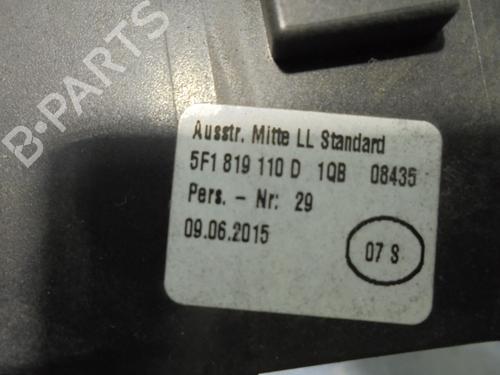 B-PARTS
Ausstr. Mitte LL Standard
5F1 819 110 D 1QB 08435
Pers. - Nr: 29
09.06.2015
07 S